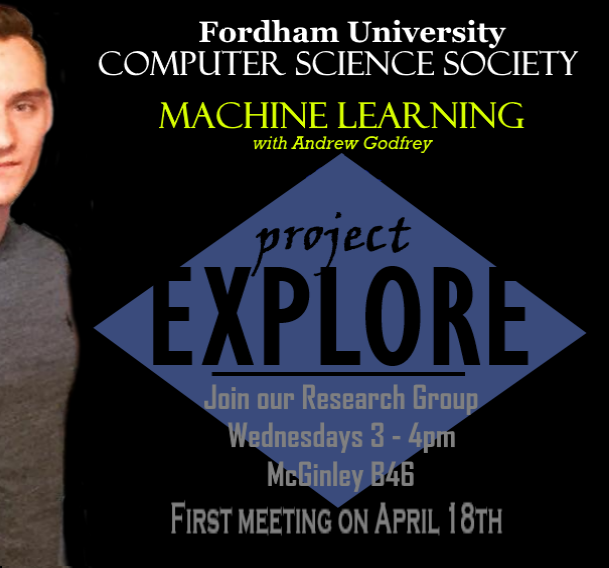 Fordham University
COMPUTER SCIENCE SOCIETY
MACHINE LEARNING
with Andrew Godfrey
project
EXPLORE
Join our Research Group
Wednesdays 3 - 4pm
McGinley B46
FIRST MEETING ON APRIL 18TH